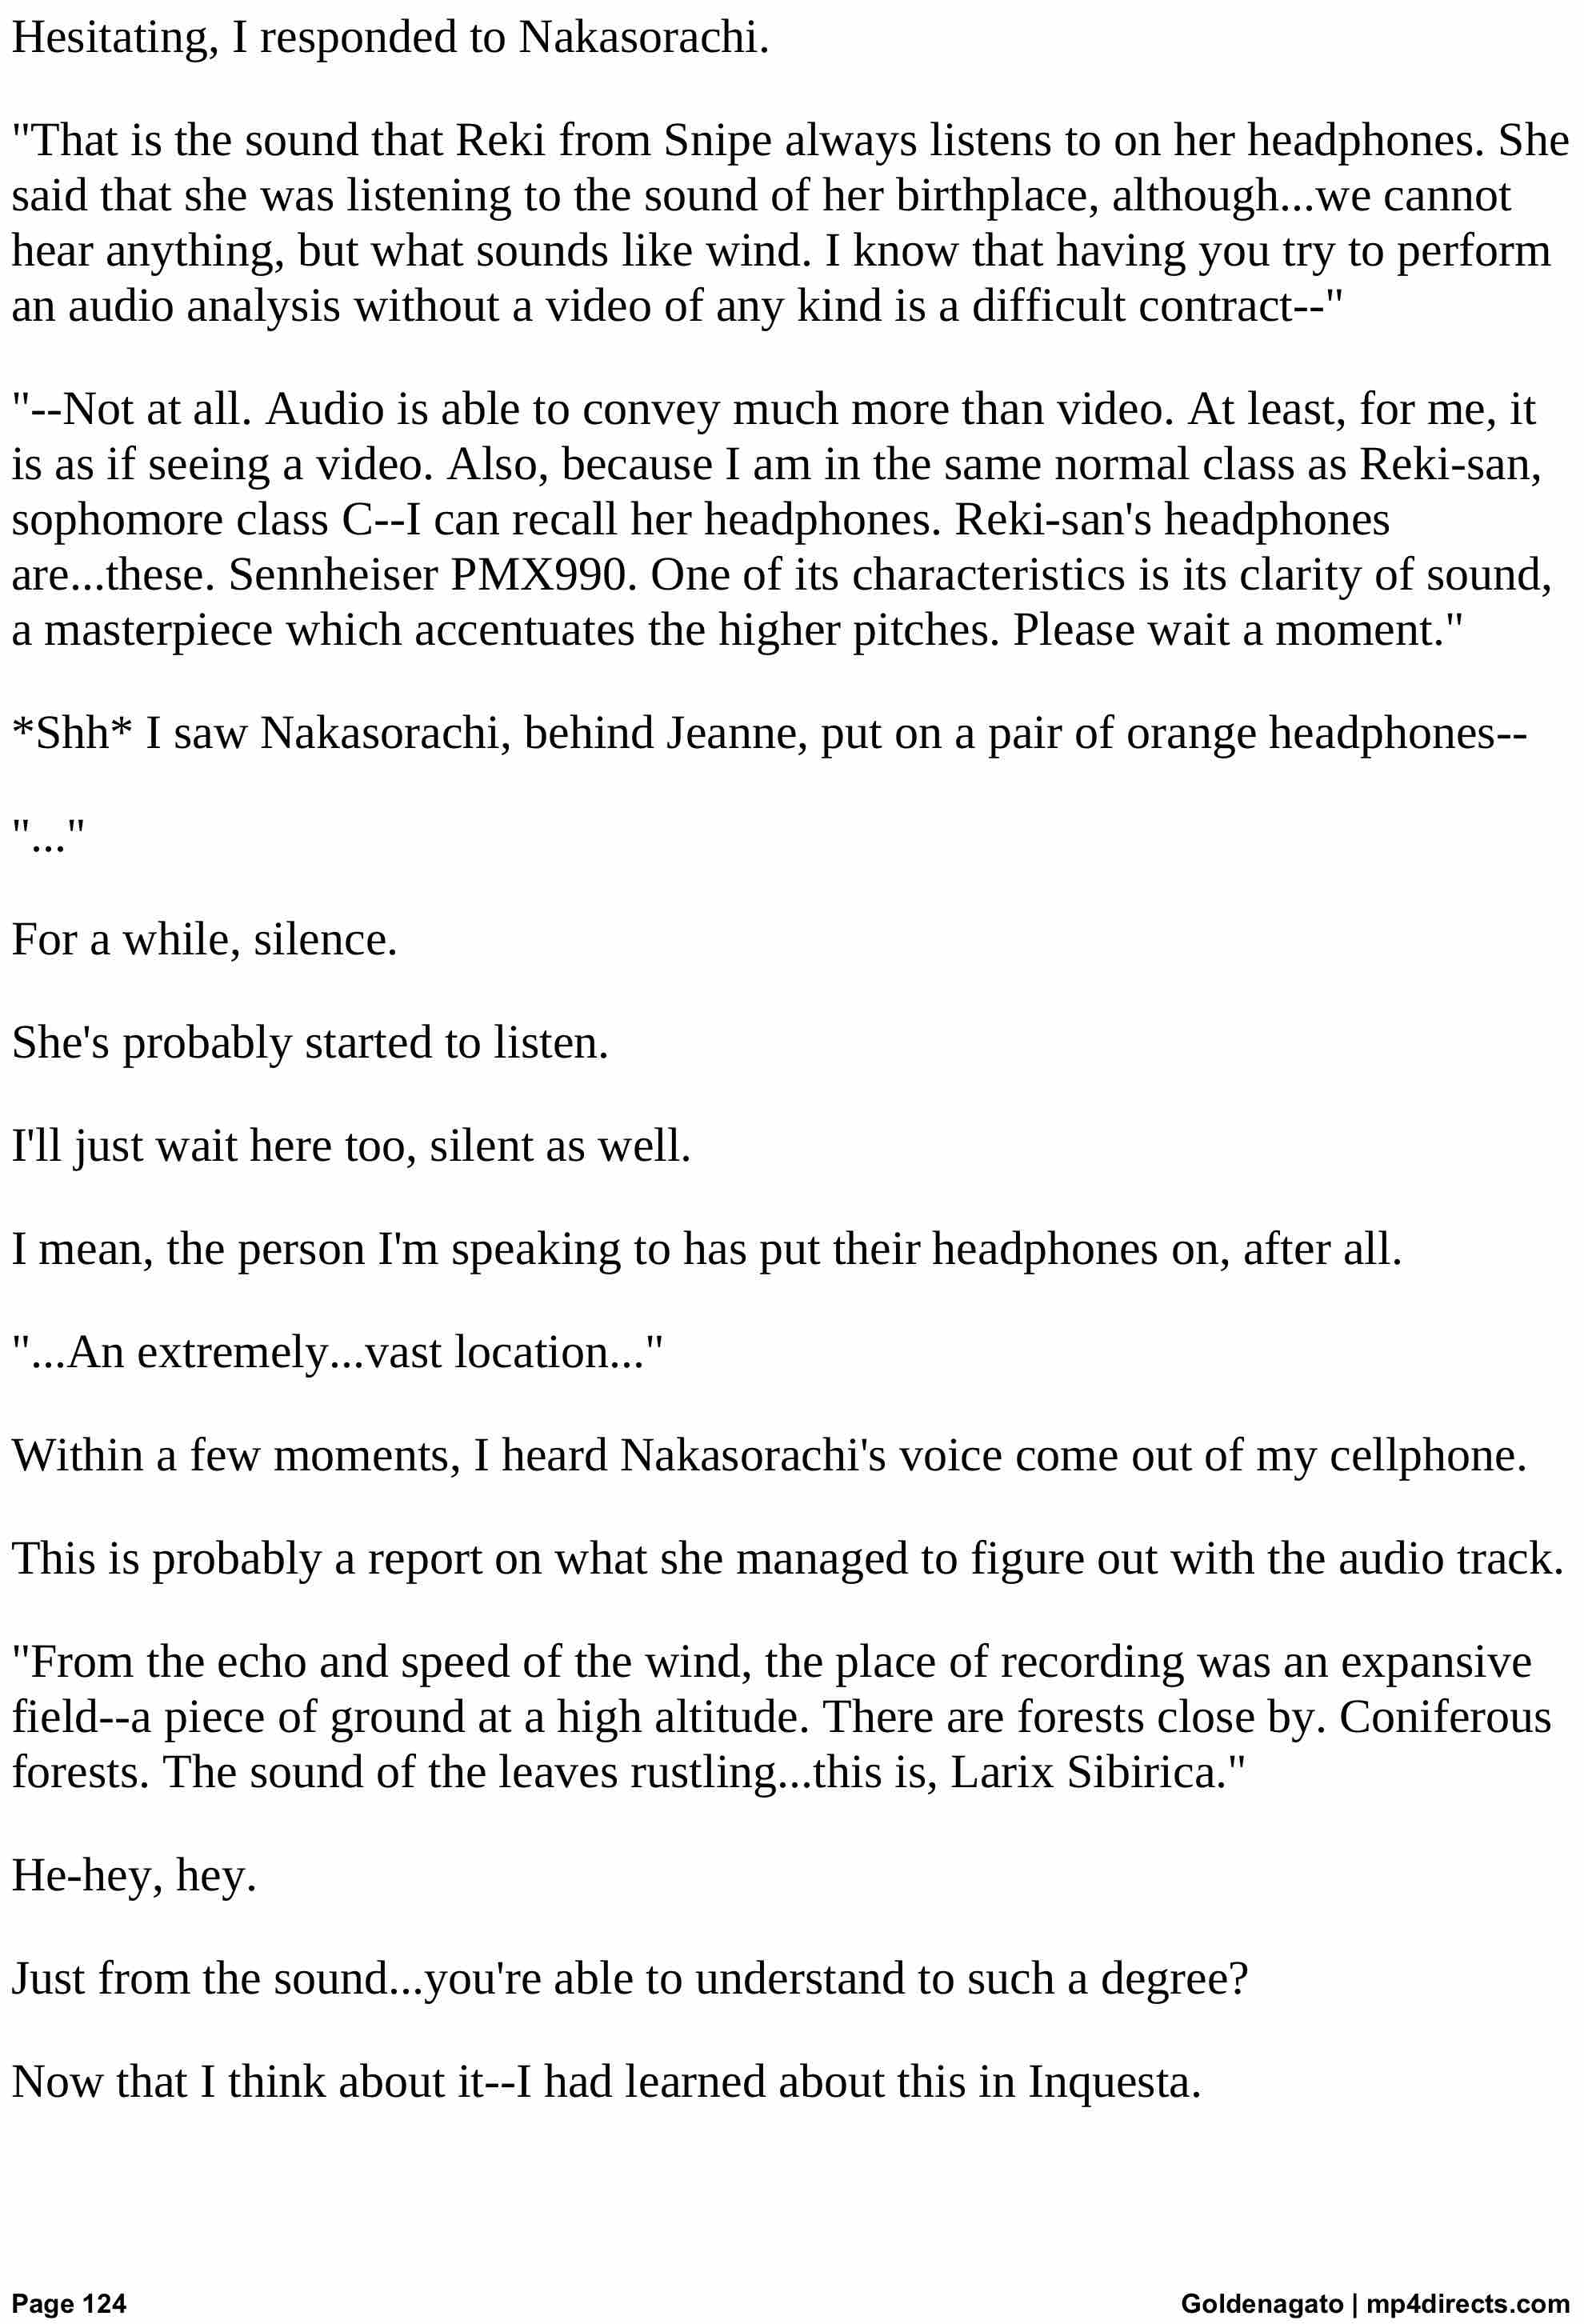 Hesitating, I responded to Nakasorachi.
"That is the sound that Reki from Snipe always listens to on her headphones. She
said that she was listening to the sound of her birthplace, although...we cannot
hear anything, but what sounds like wind. I know that having you try to perform
an audio analysis without a video of any kind is a difficult contract--"
"--Not at all. Audio is able to convey much more than video. At least, for me, it
is as if seeing a video. Also, because I am in the same normal class as Reki-san,
sophomore class C--I can recall her headphones. Reki-san's headphones
are...these. Sennheiser PMX990. One of its characteristics is its clarity of sound,
a masterpiece which accentuates the higher pitches. Please wait a moment."
*Shh* I saw Nakasorachi, behind Jeanne, put on a pair of orange headphones--
"..."
For a while, silence.
She's probably started to listen.
I'll just wait here too, silent as well.
I mean, the person I'm speaking to has put their headphones on, after all.
"...An extremely...vast location..."
Within a few moments, I heard Nakasorachi's voice come out of my cellphone.
This is probably a report on what she managed to figure out with the audio track.
"From the echo and speed of the wind, the place of recording was an expansive
field--a piece of ground at a high altitude. There are forests close by. Coniferous
forests. The sound of the leaves rustling...this is, Larix Sibirica."
He-hey, hey.
Just from the sound...you're able to understand to such a degree?
Now that I think about it--I had learned about this in Inquesta.
Page 124
Goldenagato | mp4directs.com